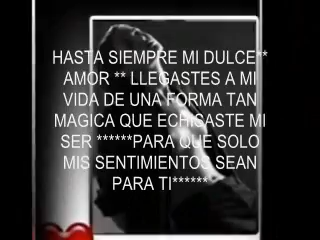 HASTA SIEMPRE MI DULCE**
AMOR ** LLEGASTES A MI
VIDA DE UNA FORMA TAN
MAGICA QUE ECHISASTE MI
SER ******PARA QUE SOLO
MIS SENTIMIENTOS SEAN
PARA TI******